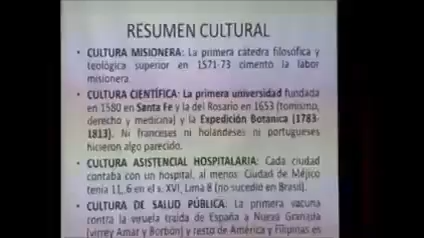 RESUMEN CULTURAL
• CULTURA MISIONERA: La primera cátedra filosófica y
teológica superior en 1571-73 cimento la labor
misionera.
• CULTURA CIENTÍFICA: La primera universidad fundada
en 1580 en Santa Fe y la del Rosario en 1653 (tomismo,
derecho y medicina) y la Expedición Botánica (1783-
1813). Ni franceses ni holandeses ni portugueses
hicieron algo parecido.
• CULTURA ASISTENCIAL HOSPITALARIA: Cada ciudad
contaba con un hospital, al menos. Ciudad de Méjico
tenía 11, 6 en el s. XVI, Lima 8 (no sucedió en Brasil).
• CULTURA DE SALUD PÚBLICA: La primera vacuna
contra la viruela traída de España a Nueva Granada
(virrey Amar y Borbón) y resto de América y Filipinas es